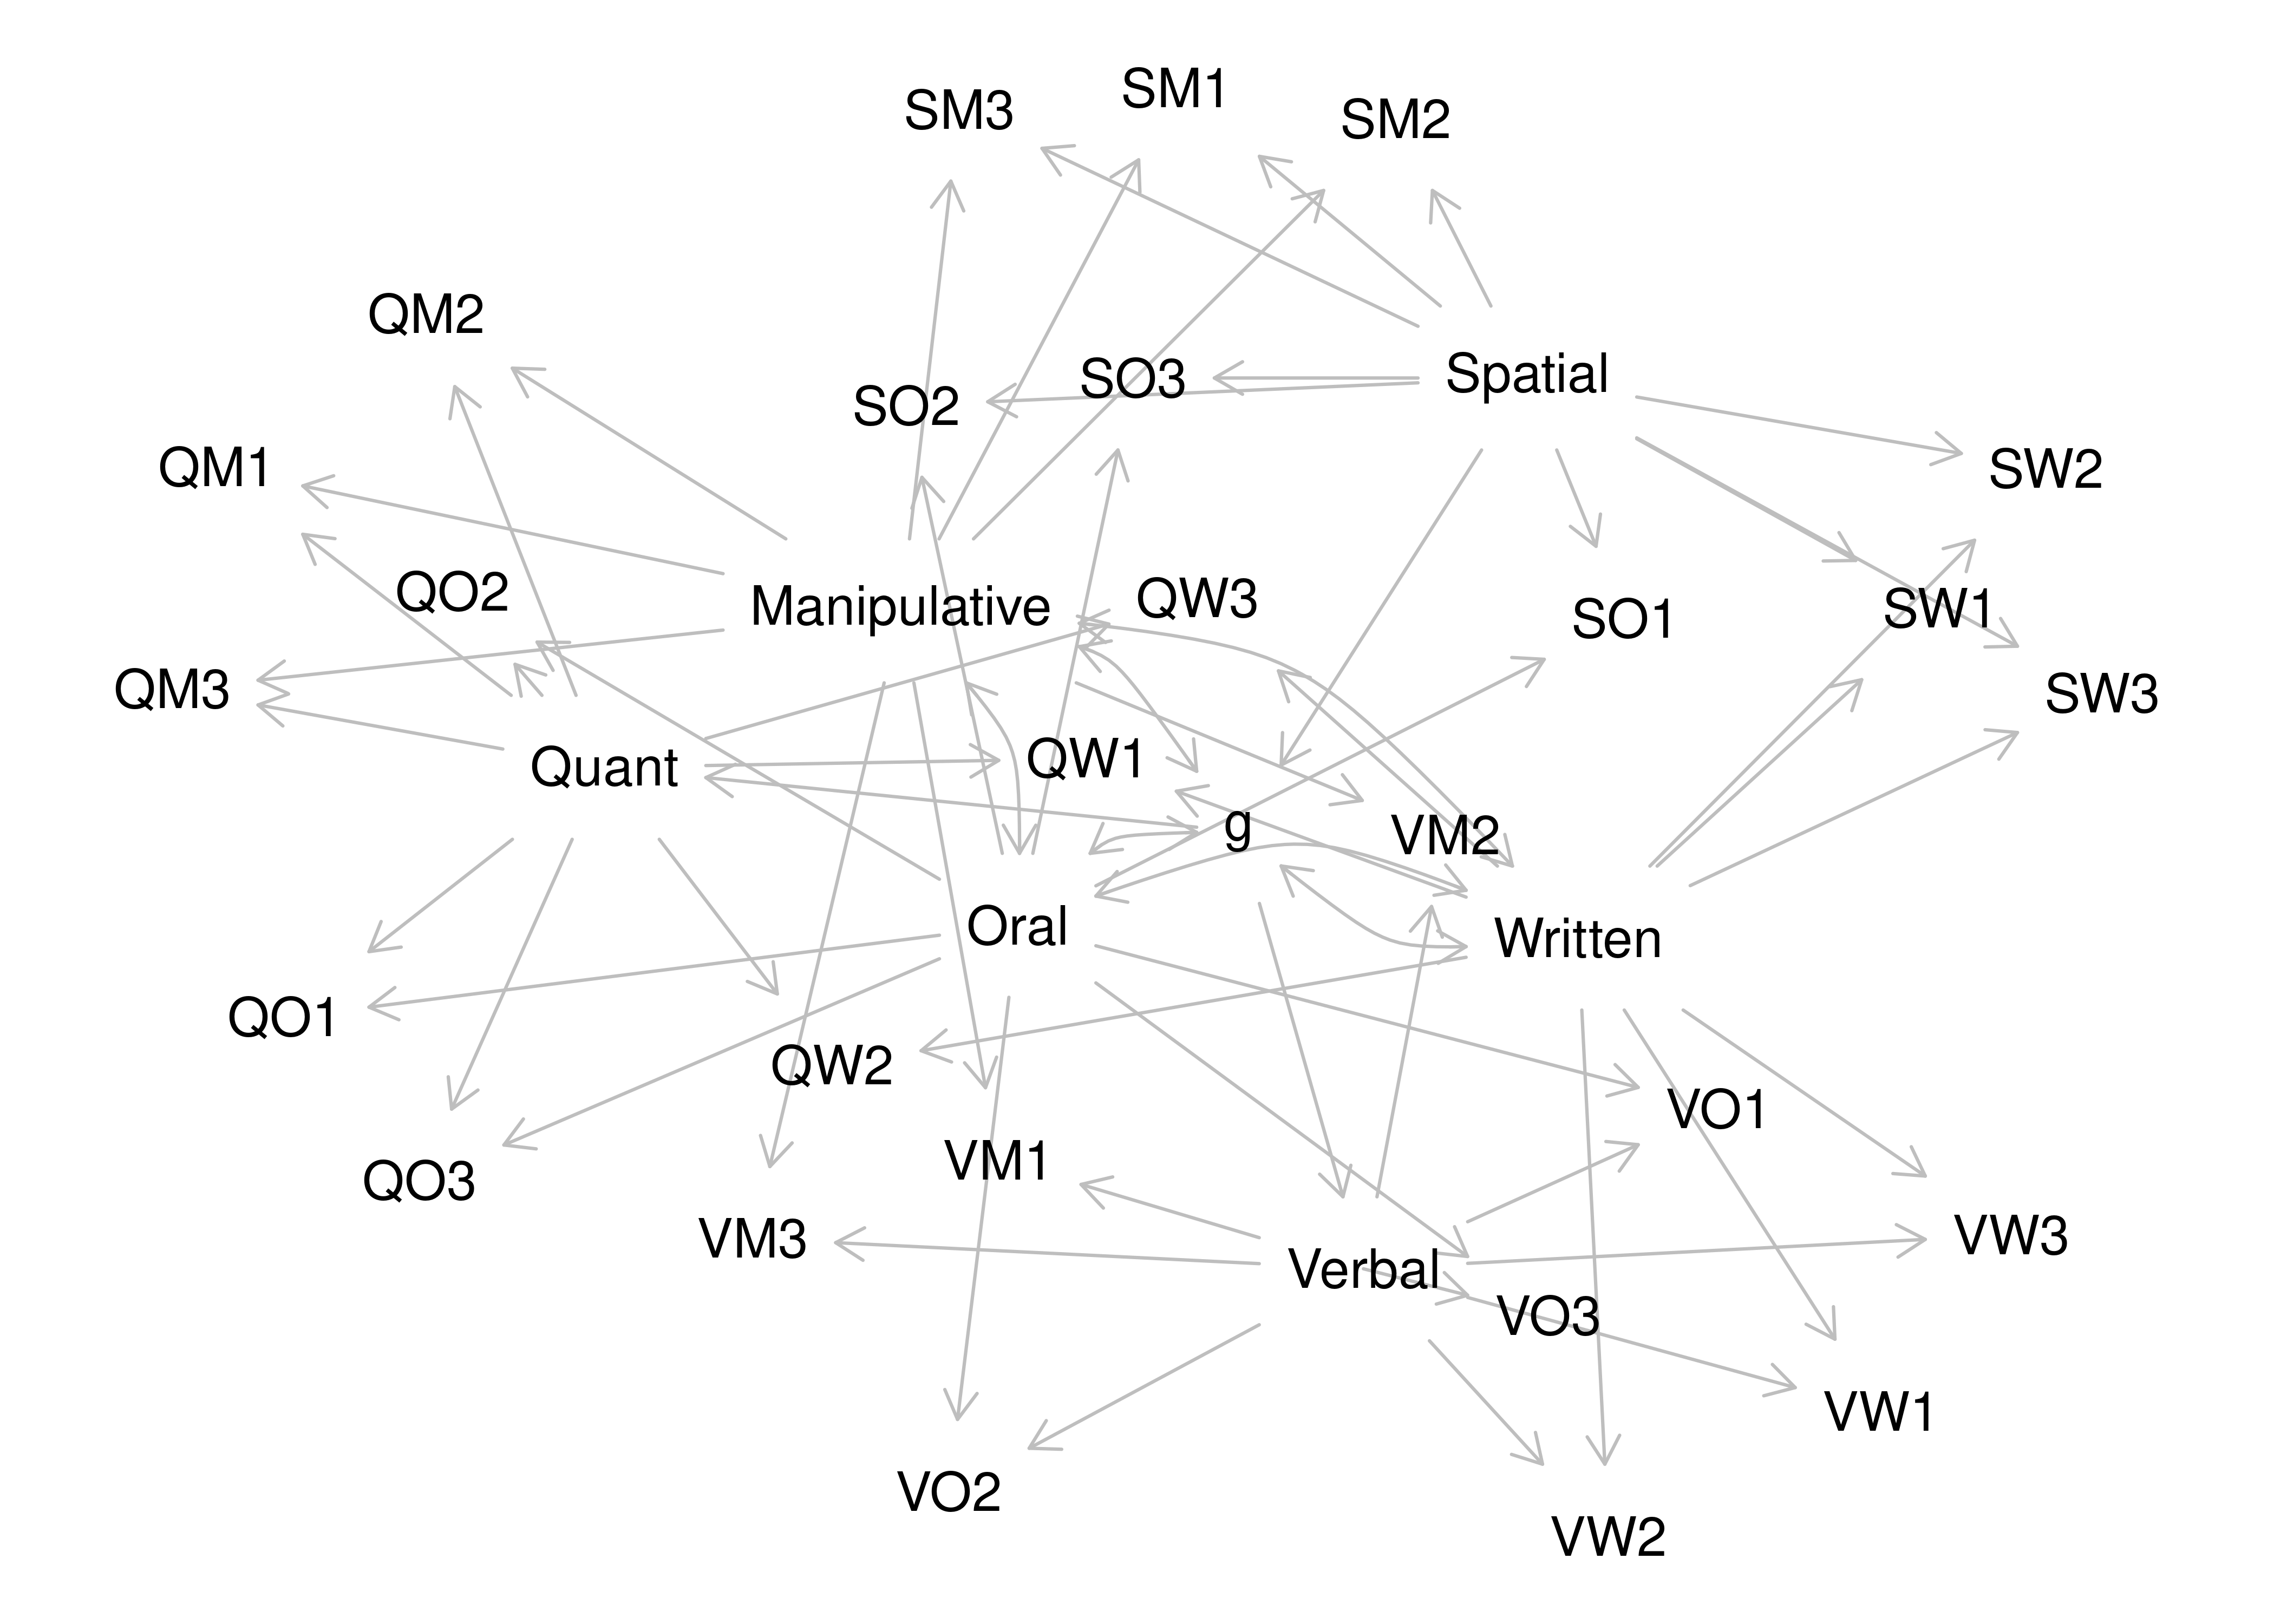 SM1
SM3
SM2
QM2
Spatial
SO3
SO2
QM1
SW2
QO2
QW3
Manipulative
SW1
SO1
QM3
SW3
QW1
Quant
g
VM2
Oral
Written
QO1
QW2
VO1
VM1
QO3
VW3
VM3
Verbal
VO3
VW1
VO2
VW2